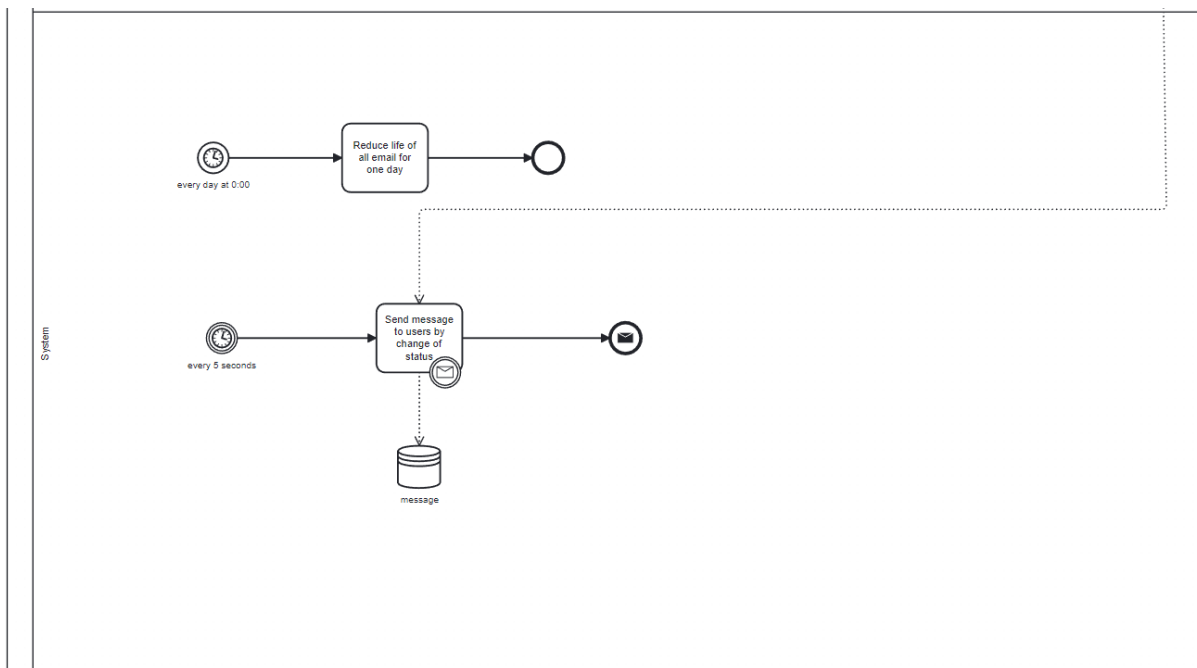 Reduce life of
all email for
one day
every day at 0:00
System
Send message
to users by
change of
status
every 5 seconds
message